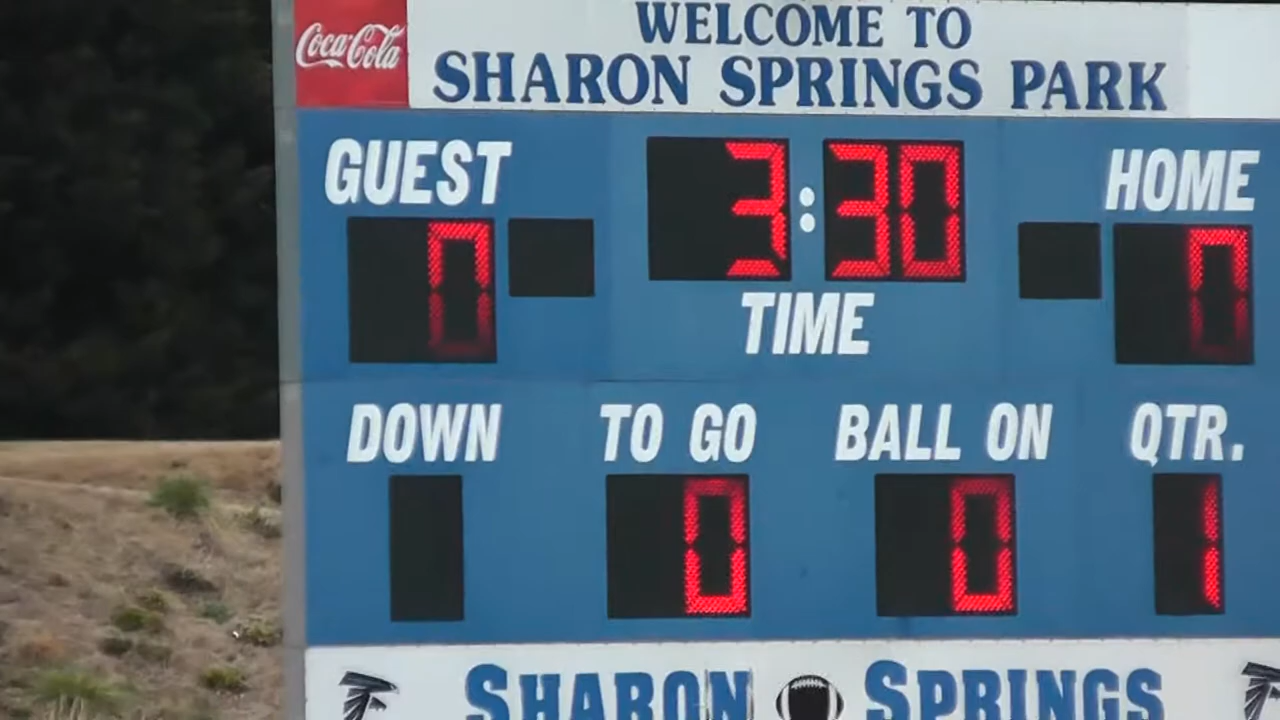 Coca-Cola
WELCOME TO
SHARON SPRINGS PARK
GUEST
3:30
HOME
0
0
TIME
DOWN
TO GO
BALL ON
QTR.
0
0
1
SHARON SPRINGS